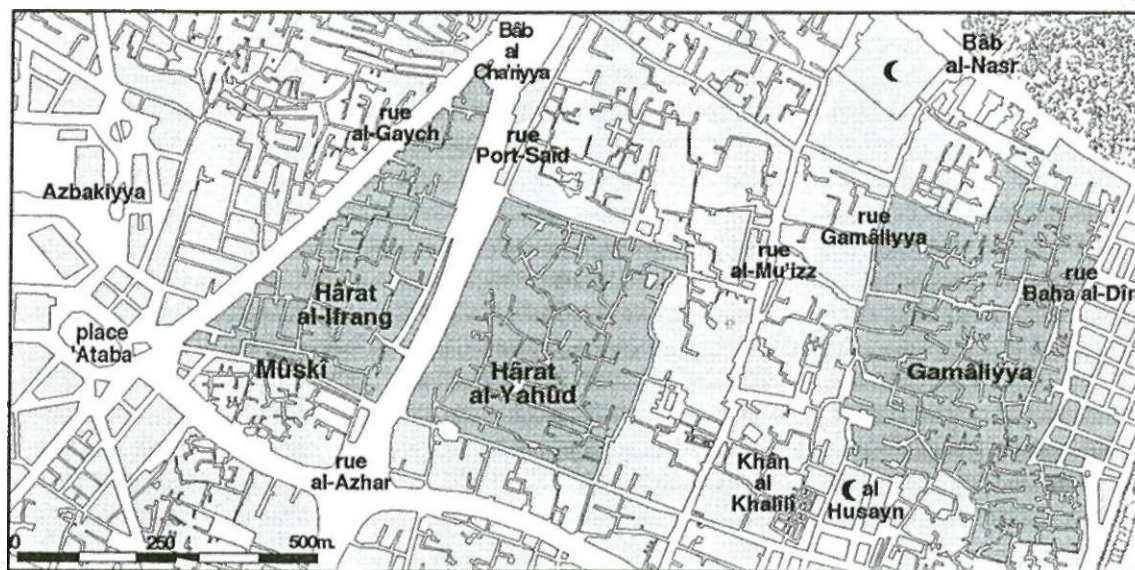 Bâb
al
Cha'riyya
Bâb
al-Nasr
rue
al-Gaych
rue
Port-Saïd
Azbakiyya
rue
Gamâliyya
rue
al-Mu'izz
rue
Baha al-Dîn
Hârat
al-Ifrang
place
'Ataba
Mûskî
Hârat
al-Yahûd
Gamâliyya
rue
al-Azhar
Khân
al
Khalîlî
al
Husayn
0 250 500m.